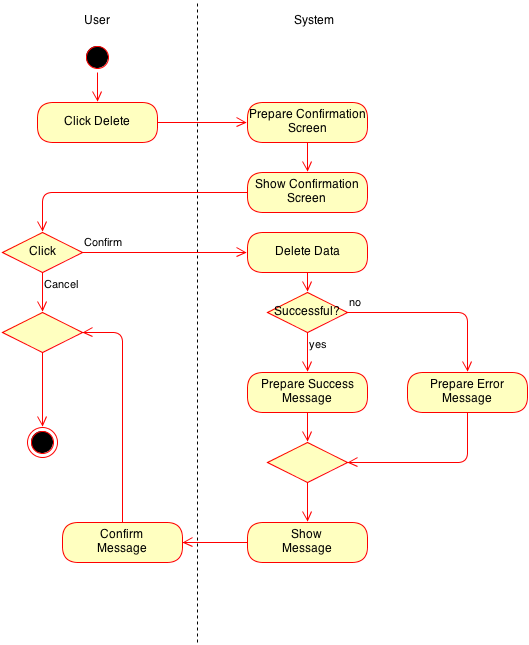 User
System
Click Delete
Prepare Confirmation
Screen
Show Confirmation
Screen
Click
Confirm
Delete Data
Cancel
Successful?
no
yes
Prepare Success
Message
Prepare Error
Message
Confirm
Message
Show
Message